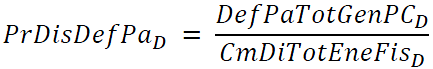 PrDisDefPa_D = DefPaTotGenPC_D / CmDiTotEneFis_D